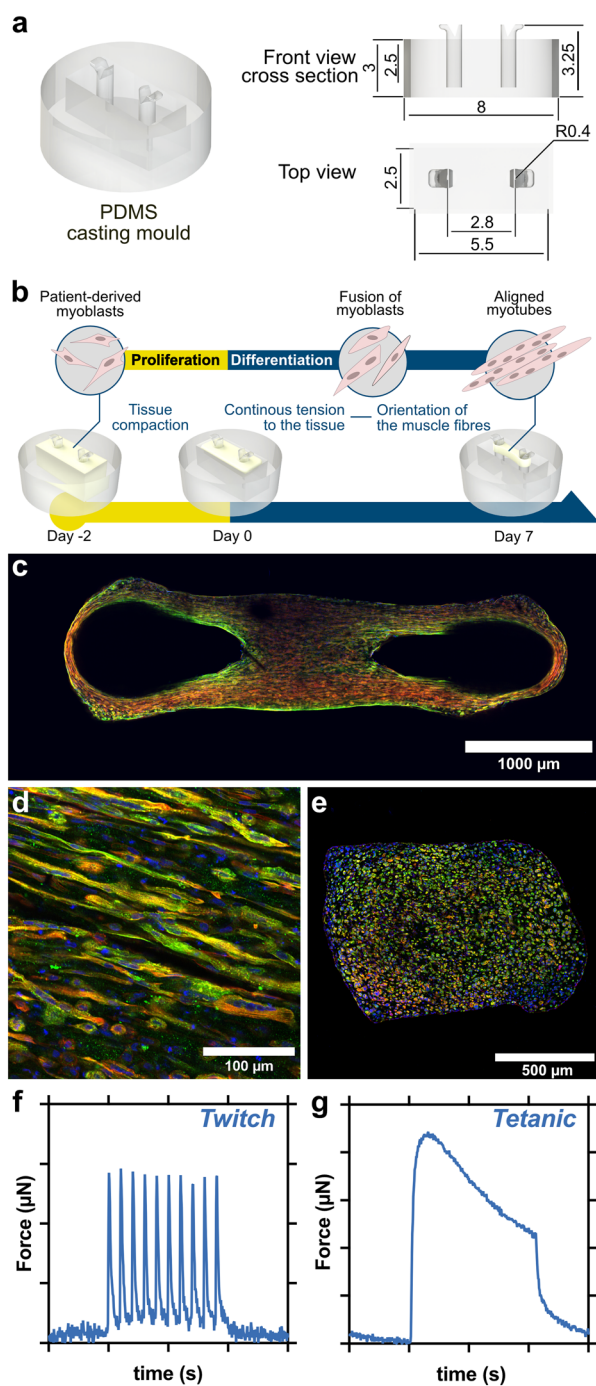 a
PDMS
casting mould
Front view
cross section
3
2.5
3.25
8
Top view
R0.4
2.5
2.8
5.5
b
Patient-derived
myoblasts
Fusion of
myoblasts
Aligned
myotubes
Proliferation
Differentiation
Tissue
compaction
Continous tension
to the tissue
Orientation of
the muscle fibres
Day -2
Day 0
Day 7
c
1000 µm
d
100 µm
e
500 µm
f
Twitch
Force (µN)
time (s)
g
Tetanic
Force (µN)
time (s)